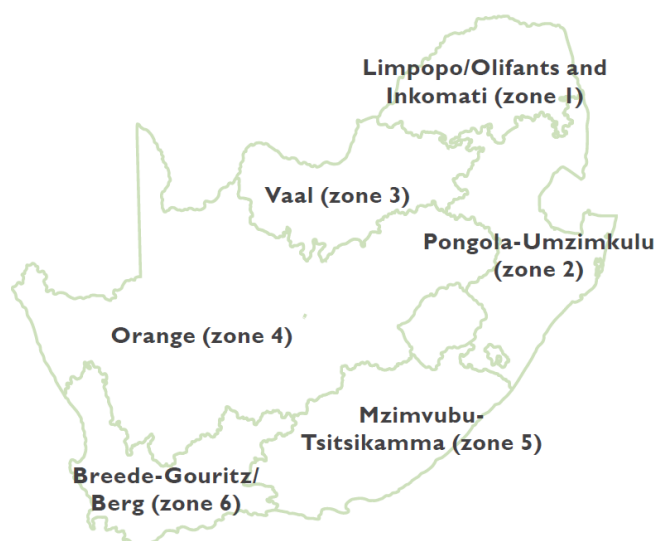 Limpopo/Olifants and
Inkomati (zone 1)
Vaal (zone 3)
Pongola-Umzimkulu
(zone 2)
Orange (zone 4)
Mzimvubu-
Tsitsikamma (zone 5)
Breede-Gouritz/
Berg (zone 6)